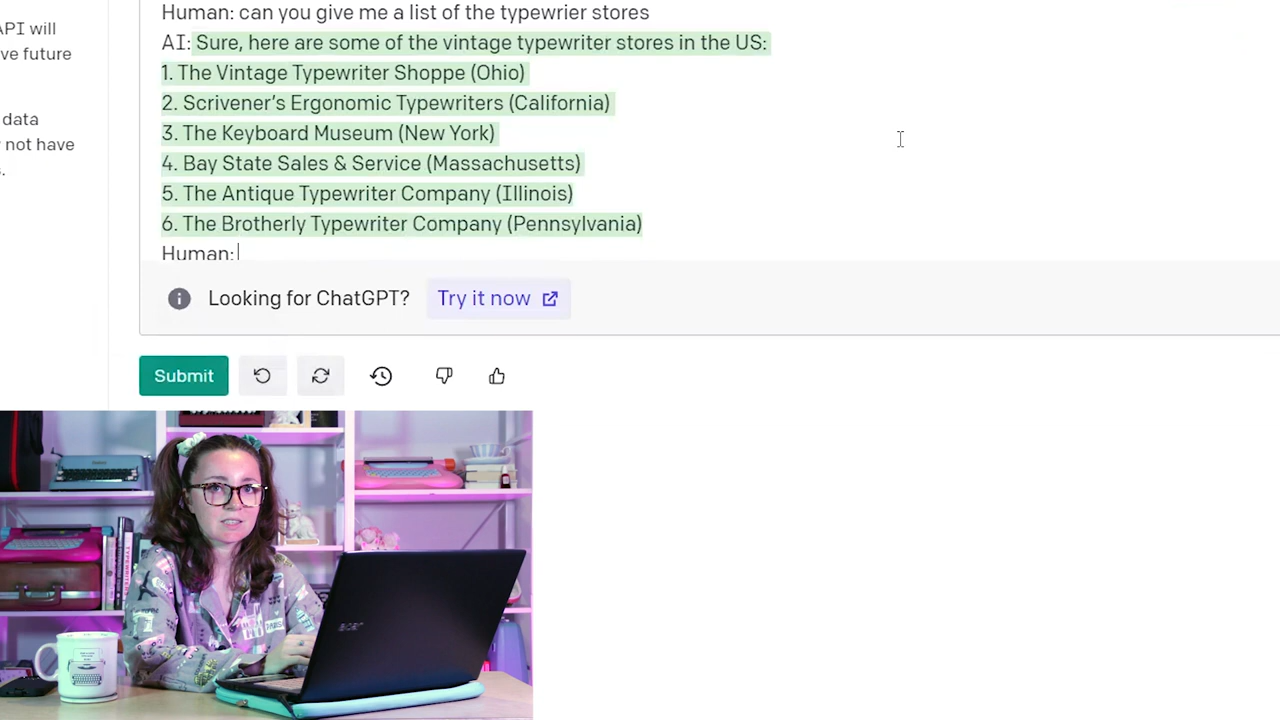 Human: can you give me a list of the typewrier stores
API will
AI: Sure, here are some of the vintage typewriter stores in the US:
ve future
1. The Vintage Typewriter Shoppe (Ohio)
2. Scrivener's Ergonomic Typewriters (California)
data
3. The Keyboard Museum (New York)
not have
4. Bay State Sales & Service (Massachusetts)
s.
5. The Antique Typewriter Company (Illinois)
6. The Brotherly Typewriter Company (Pennsylvania)
Human:
Looking for ChatGPT? Try it now
Submit
acer